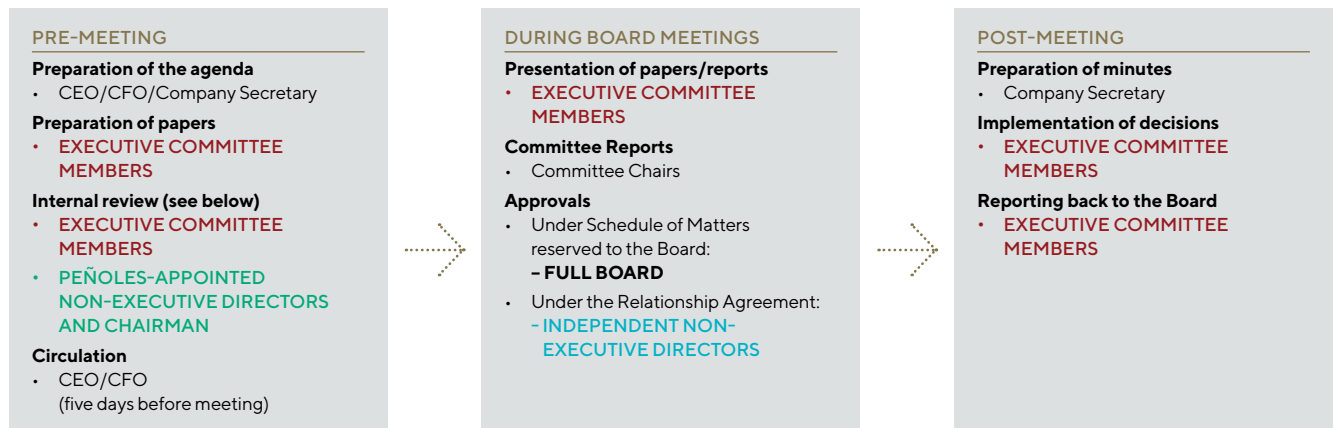 PRE-MEETING
Preparation of the agenda
• CEO/CFO/Company Secretary
Preparation of papers
• EXECUTIVE COMMITTEE
MEMBERS
Internal review (see below)
• EXECUTIVE COMMITTEE
MEMBERS
• PEÑOLES-APPOINTED
NON-EXECUTIVE DIRECTORS
AND CHAIRMAN
Circulation
• CEO/CFO
(five days before meeting)
DURING BOARD MEETINGS
Presentation of papers/reports
• EXECUTIVE COMMITTEE
MEMBERS
Committee Reports
• Committee Chairs
Approvals
• Under Schedule of Matters
reserved to the Board:
– FULL BOARD
• Under the Relationship Agreement:
- INDEPENDENT NON-
EXECUTIVE DIRECTORS
POST-MEETING
Preparation of minutes
• Company Secretary
Implementation of decisions
• EXECUTIVE COMMITTEE
MEMBERS
Reporting back to the Board
• EXECUTIVE COMMITTEE
MEMBERS